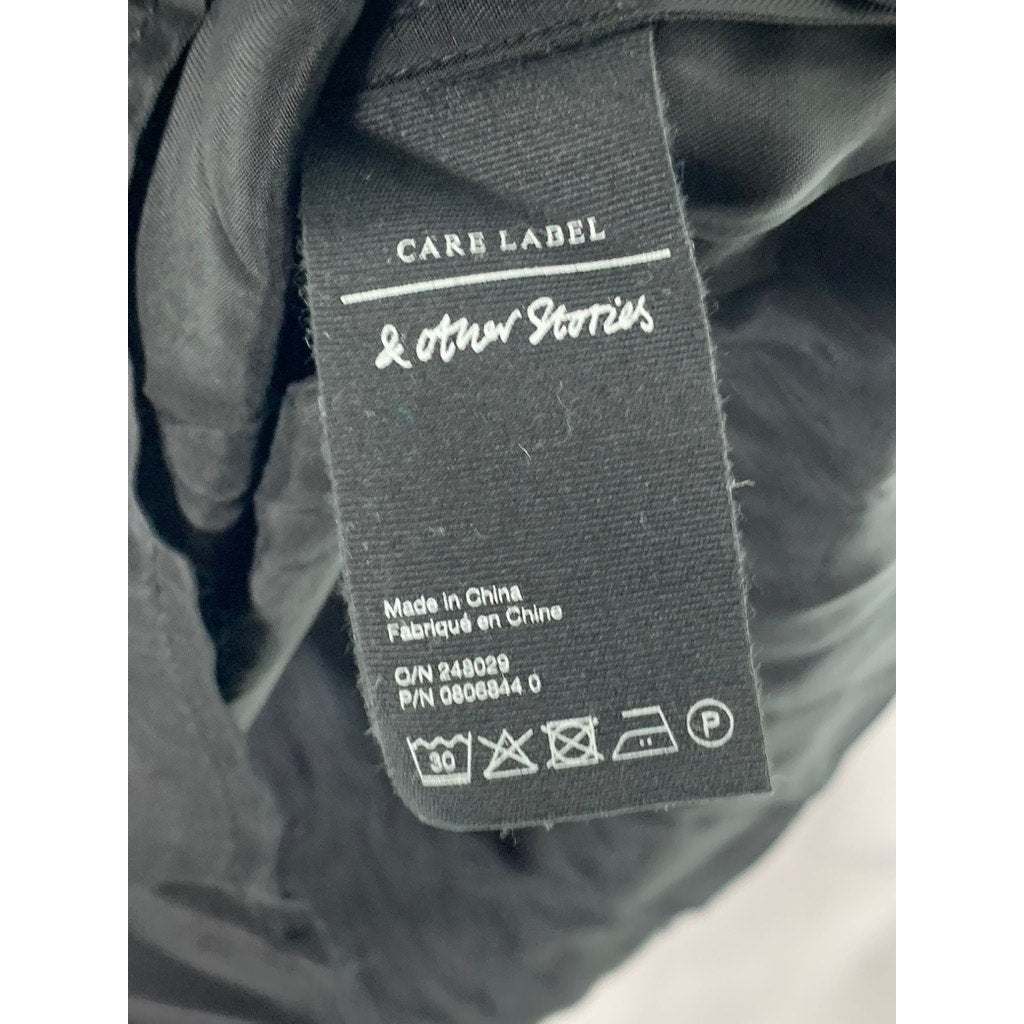 CARE LABEL
& other Stories
Made in China
Fabriqué en Chine
O/N 248029
P/N 0806844 0
30
P